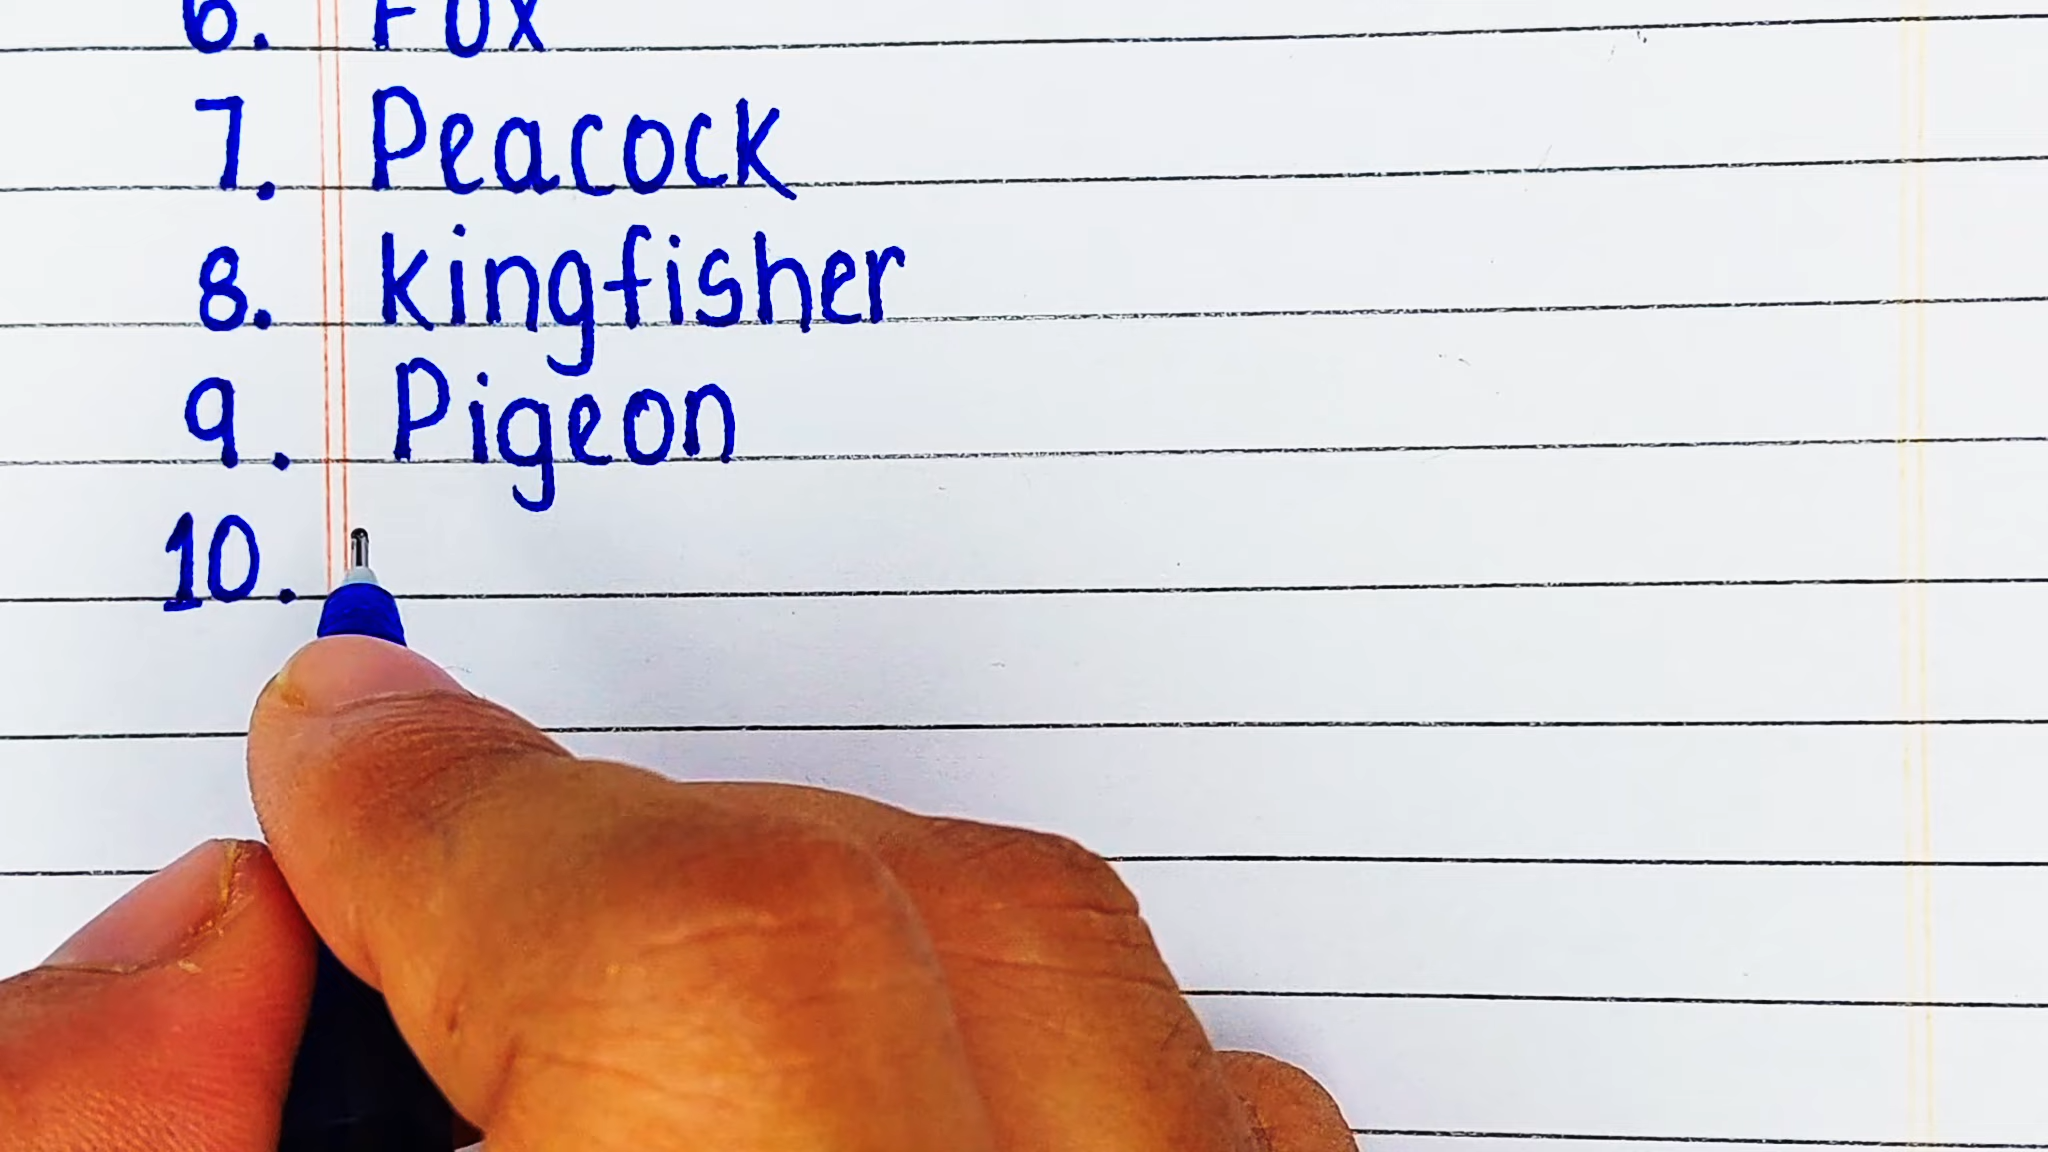 6. Fox
7. Peacock
8. kingfisher
9. Pigeon
10.